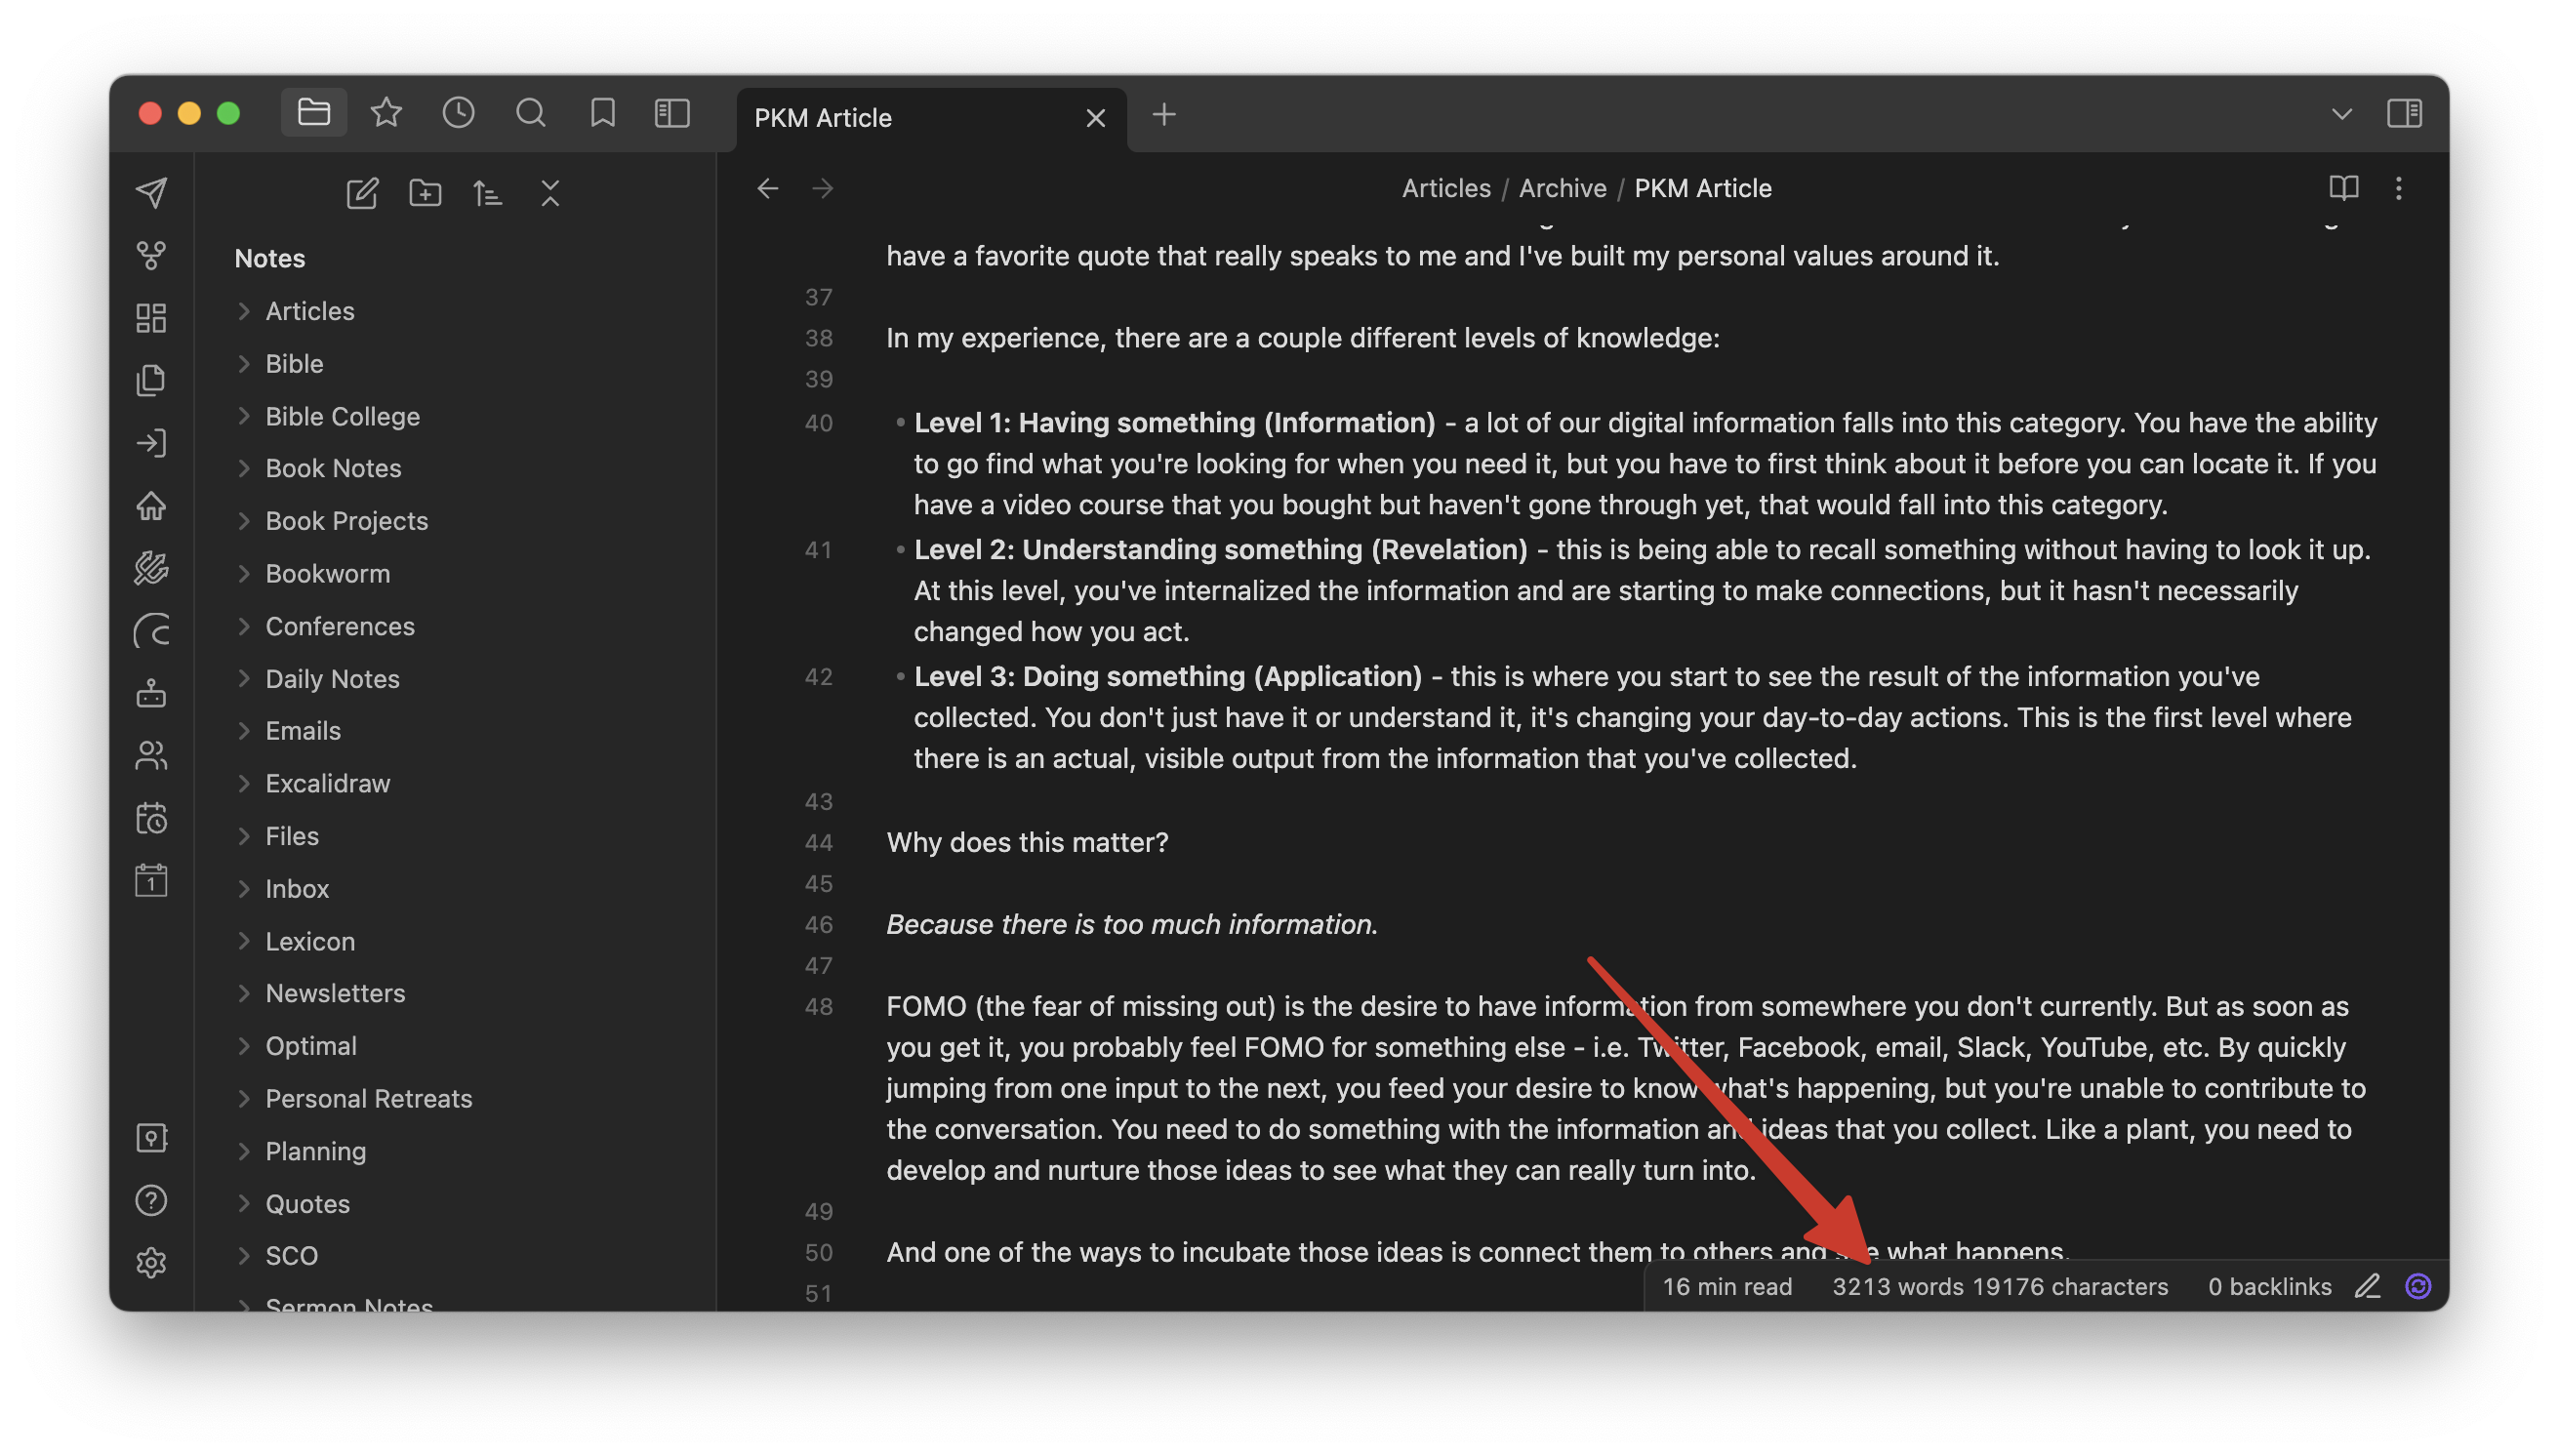 PKM Article
Notes
Articles
Bible
Bible College
Book Notes
Book Projects
Bookworm
Conferences
Daily Notes
Emails
Excalidraw
Files
Inbox
Lexicon
Newsletters
Optimal
Personal Retreats
Planning
Quotes
SCO
Sermon Notes
1
Articles / Archive / PKM Article
have a favorite quote that really speaks to me and I've built my personal values around it.
37
38 In my experience, there are a couple different levels of knowledge:
39
40 • Level 1: Having something (Information) - a lot of our digital information falls into this category. You have the ability
to go find what you're looking for when you need it, but you have to first think about it before you can locate it. If you
have a video course that you bought but haven't gone through yet, that would fall into this category.
41 • Level 2: Understanding something (Revelation) - this is being able to recall something without having to look it up.
At this level, you've internalized the information and are starting to make connections, but it hasn't necessarily
changed how you act.
42 • Level 3: Doing something (Application) - this is where you start to see the result of the information you've
collected. You don't just have it or understand it, it's changing your day-to-day actions. This is the first level where
there is an actual, visible output from the information that you've collected.
43
44 Why does this matter?
45
46 Because there is too much information.
47
48 FOMO (the fear of missing out) is the desire to have information from somewhere you don't currently. But as soon as
you get it, you probably feel FOMO for something else - i.e. Twitter, Facebook, email, Slack, YouTube, etc. By quickly
jumping from one input to the next, you feed your desire to know what's happening, but you're unable to contribute to
the conversation. You need to do something with the information and ideas that you collect. Like a plant, you need to
develop and nurture those ideas to see what they can really turn into.
49
50 And one of the ways to incubate those ideas is connect them to others and see what happens.
51
16 min read 3213 words 19176 characters 0 backlinks